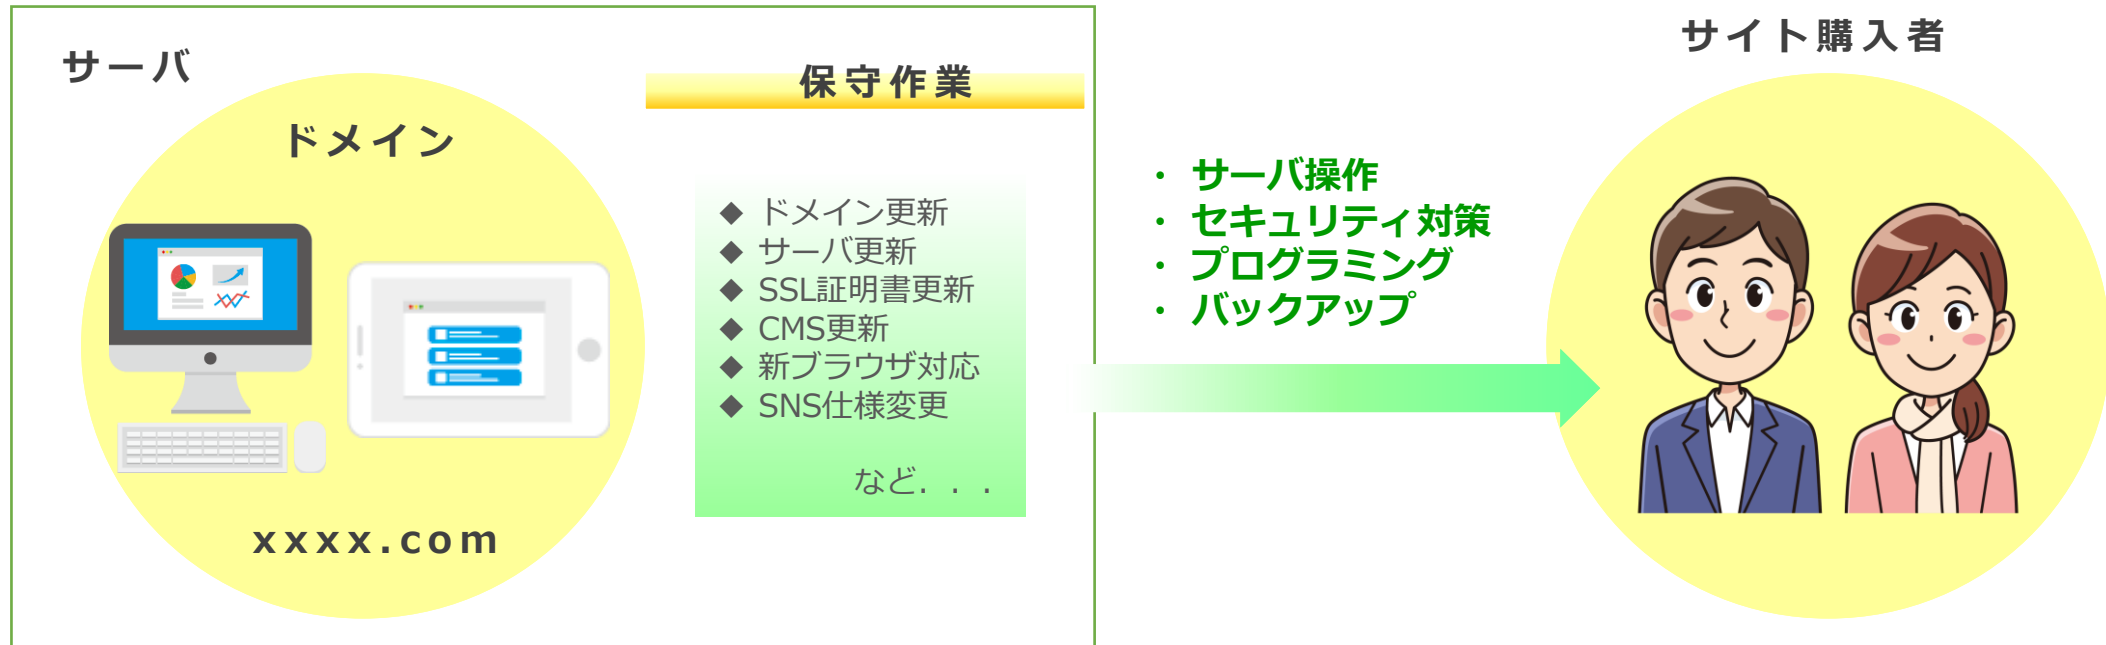 サーバ
ドメイン
xxxx.com
保守作業
◆ ドメイン更新
◆ サーバ更新
◆ SSL証明書更新
◆ CMS更新
◆ 新ブラウザ対応
◆ SNS仕様変更
など．．．
・ サーバ操作
・ セキュリティ対策
・ プログラミング
・ バックアップ
サイト購入者